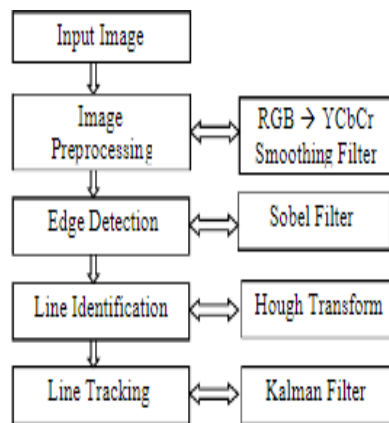 Input Image
Image
Preprocessing
RGB → YCbCr
Smoothing Filter
Edge Detection
Sobel Filter
Line Identification
Hough Transform
Line Tracking
Kalman Filter